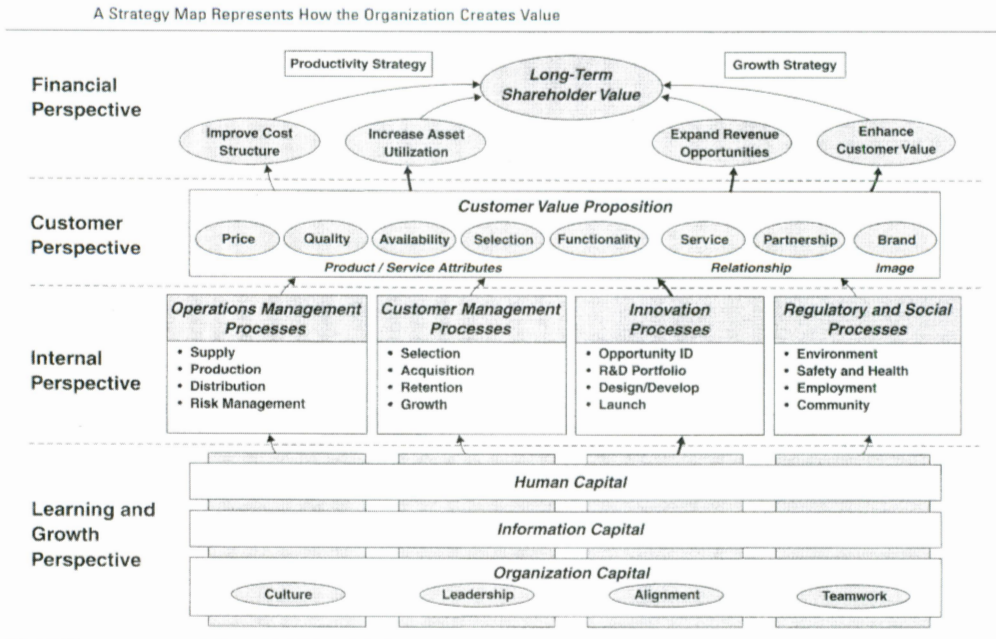 A Strategy Map Represents How the Organization Creates Value
Financial
Perspective
Productivity Strategy
Long-Term
Shareholder Value
Growth Strategy
Improve Cost
Structure
Increase Asset
Utilization
Expand Revenue
Opportunities
Enhance
Customer Value
Customer
Perspective
Customer Value Proposition
Price
Quality
Availability
Selection
Functionality
Service
Partnership
Brand
Product / Service Attributes
Relationship
Image
Internal
Perspective
Operations Management
Processes
• Supply
• Production
• Distribution
• Risk Management
Customer Management
Processes
• Selection
• Acquisition
• Retention
• Growth
Innovation
Processes
• Opportunity ID
• R&D Portfolio
• Design/Develop
• Launch
Regulatory and Social
Processes
• Environment
• Safety and Health
• Employment
• Community
Learning and
Growth
Perspective
Human Capital
Information Capital
Organization Capital
Culture
Leadership
Alignment
Teamwork